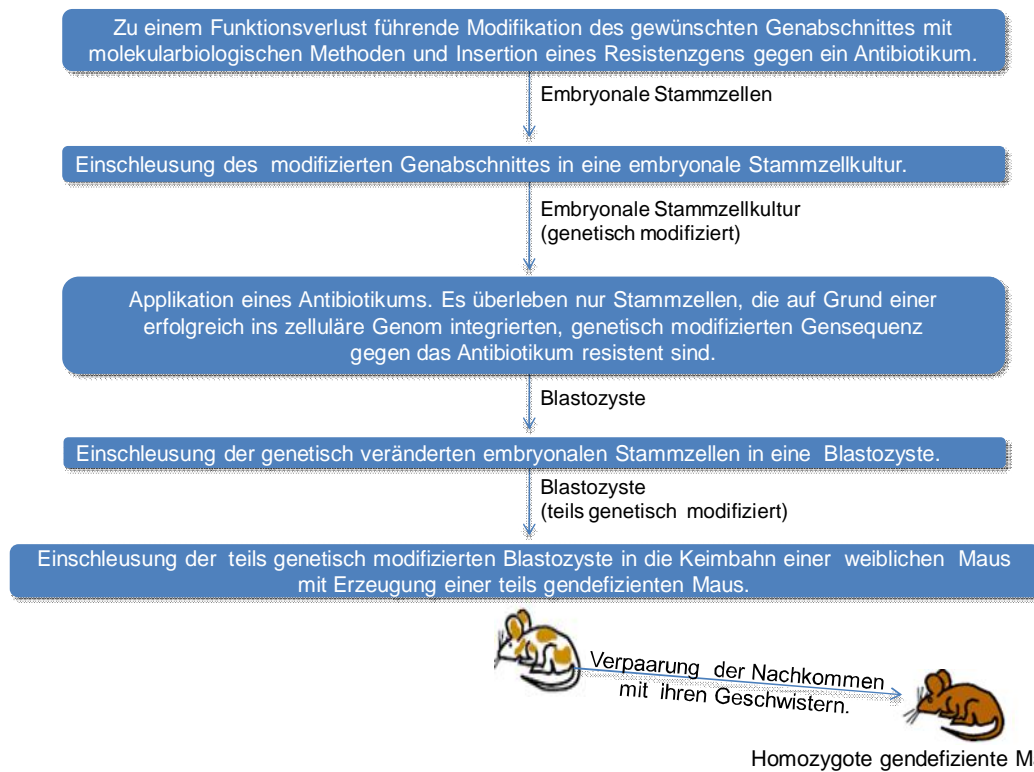 Zu einem Funktionsverlust führende Modifikation des gewünschten Genabschnittes mit
molekularbiologischen Methoden und Insertion eines Resistenzgens gegen ein Antibiotikum.
Embryonale Stammzellen
Einschleusung des modifizierten Genabschnittes in eine embryonale Stammzellkultur.
Embryonale Stammzellkultur
(genetisch modifiziert)
Applikation eines Antibiotikums. Es überleben nur Stammzellen, die auf Grund einer
erfolgreich ins zelluläre Genom integrierten, genetisch modifizierten Gensequenz
gegen das Antibiotikum resistent sind.
Blastozyste
Einschleusung der genetisch veränderten embryonalen Stammzellen in eine Blastozyste.
Blastozyste
(teils genetisch modifiziert)
Einschleusung der teils genetisch modifizierten Blastozyste in die Keimbahn einer weiblichen Maus
mit Erzeugung einer teils gendefizienten Maus.
Verpaarung der Nachkommen
mit ihren Geschwistern.
Homozygote gendefiziente M